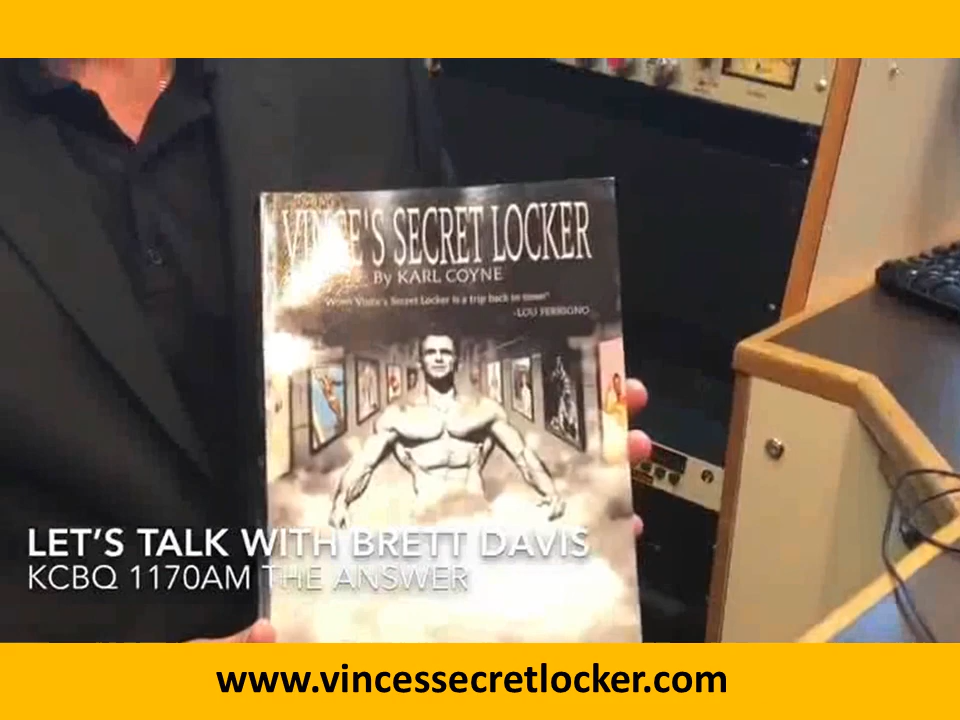 VINCE'S SECRET LOCKER
By KARL COYNE
"When Vince's Secret Locker is a trip back in time!"
-LOU FERRIGNO
LET'S TALK WITH BRETT DAVIS
KCBQ 1170AM THE ANSWER
www.vincessecretlocker.com